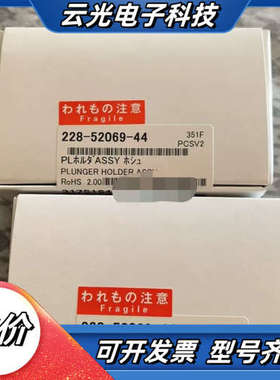 云光电子科技
われもの注意
Fragile
228-52069-44
351F
PCSV2
PLホルダ ASSY ホシュ
PLUNGER HOLDER ASSY
RoHS 2.00
われもの注意
Fragile
228-52069
价
可开发票 型号齐